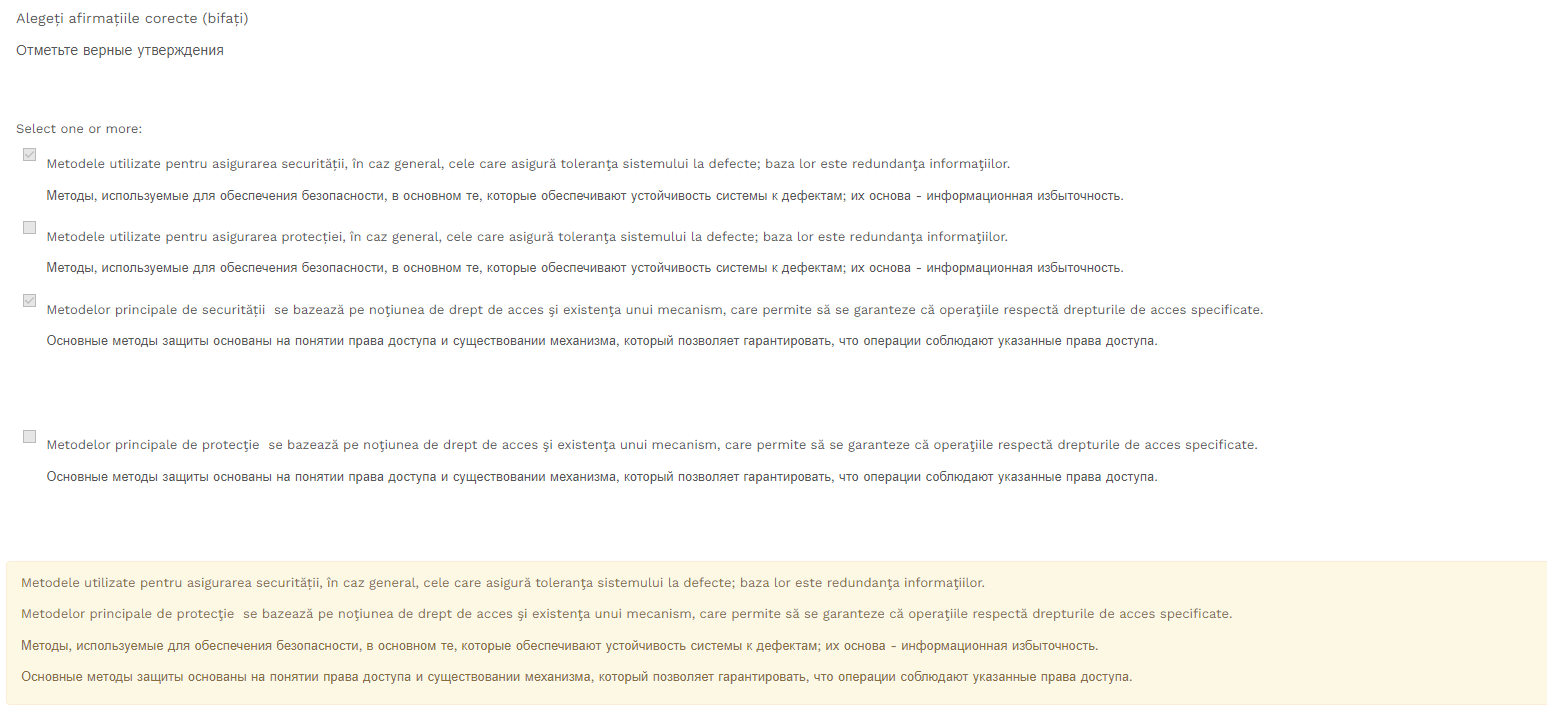 Alegeți afirmațiile corecte (bifați)
Отметьте верные утверждения
Select one or more:
Metodele utilizate pentru asigurarea securității, în caz general, cele care asigură toleranţa sistemului la defecte; baza lor este redundanţa informaţiilor.
Методы, используемые для обеспечения безопасности, в основном те, которые обеспечивают устойчивость системы к дефектам; их основа - информационная избыточность.
Metodele utilizate pentru asigurarea protecției, în caz general, cele care asigură toleranţa sistemului la defecte; baza lor este redundanţa informaţiilor.
Методы, используемые для обеспечения безопасности, в основном те, которые обеспечивают устойчивость системы к дефектам; их основа - информационная избыточность.
Metodelor principale de securității  se bazează pe noţiunea de drept de acces şi existenţa unui mecanism, care permite să se garanteze că operaţiile respectă drepturile de acces specificate.
Основные методы защиты основаны на понятии права доступа и существовании механизма, который позволяет гарантировать, что операции соблюдают указанные права доступа.
Metodelor principale de protecţie  se bazează pe noţiunea de drept de acces şi existenţa unui mecanism, care permite să se garanteze că operaţiile respectă drepturile de acces specificate.
Основные методы защиты основаны на понятии права доступа и существовании механизма, который позволяет гарантировать, что операции соблюдают указанные права доступа.
Metodele utilizate pentru asigurarea securității, în caz general, cele care asigură toleranţa sistemului la defecte; baza lor este redundanţa informaţiilor.
Metodelor principale de protecţie  se bazează pe noţiunea de drept de acces şi existenţa unui mecanism, care permite să se garanteze că operaţiile respectă drepturile de acces specificate.
Методы, используемые для обеспечения безопасности, в основном те, которые обеспечивают устойчивость системы к дефектам; их основа - информационная избыточность.
Основные методы защиты основаны на понятии права доступа и существовании механизма, который позволяет гарантировать, что операции соблюдают указанные права доступа.